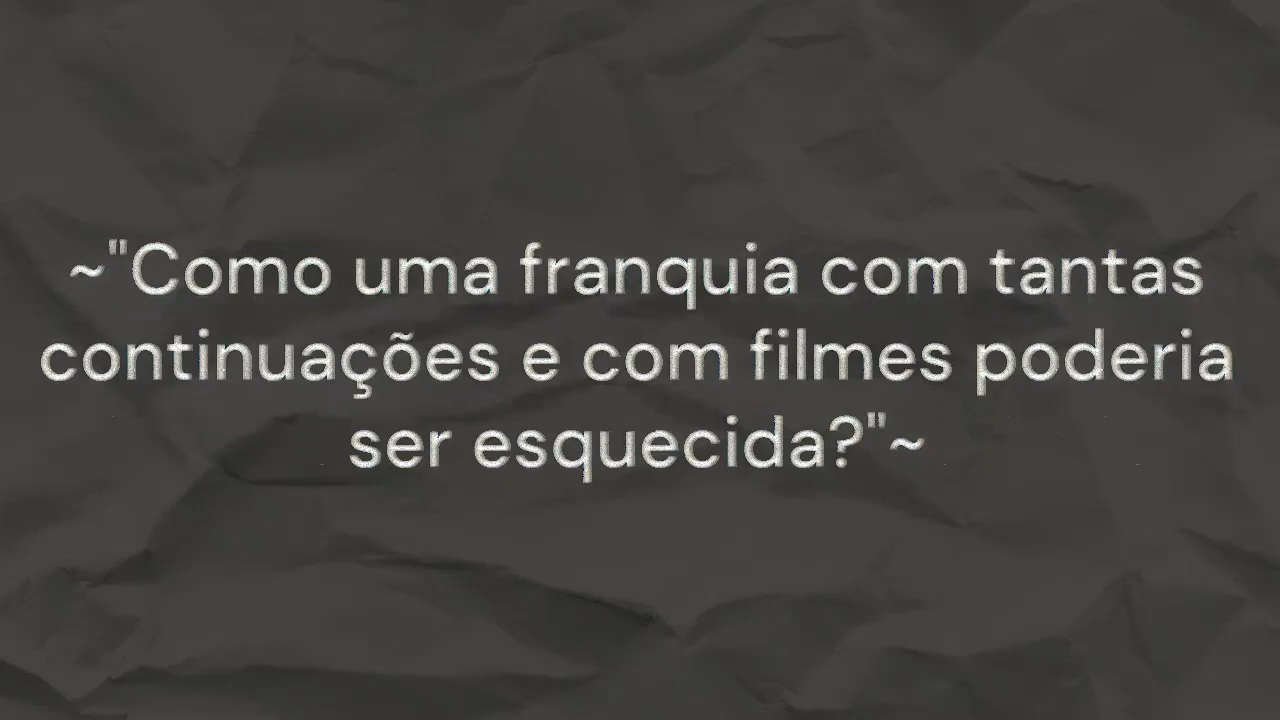 ~"Como uma franquia com tantas
continuações e com filmes poderia
ser esquecida?"~